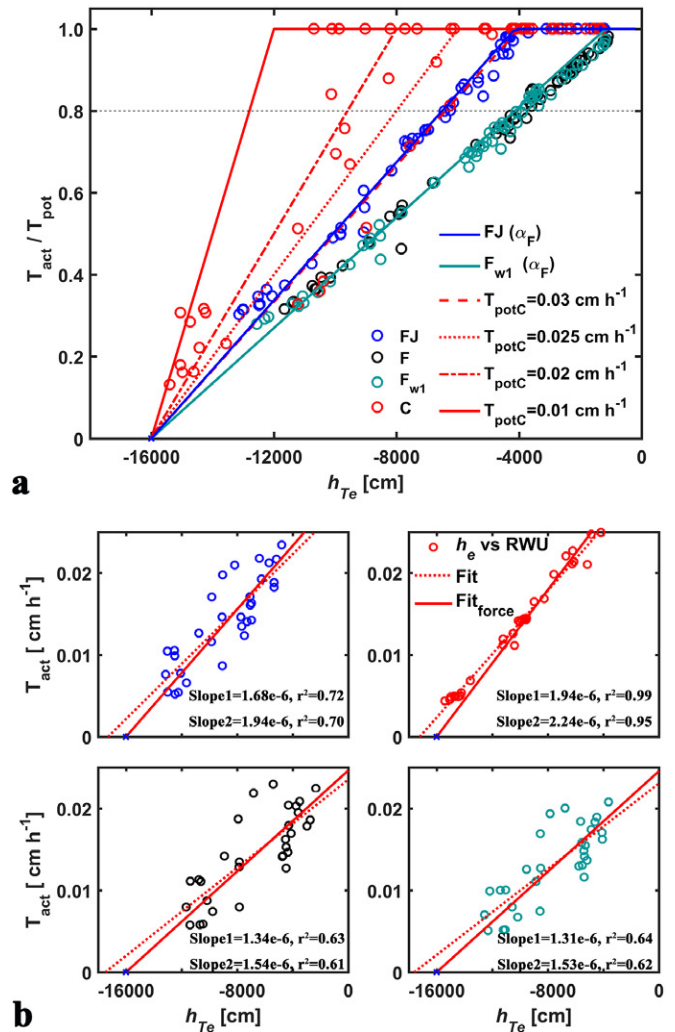 1.0
0.8
0.6
0.4
0.2
0
T_act / T_pot
FJ (α_F)
F_w1 (α_F)
T_potC=0.03 cm h⁻¹
T_potC=0.025 cm h⁻¹
T_potC=0.02 cm h⁻¹
T_potC=0.01 cm h⁻¹
FJ
F
F_w1
C
-16000 -12000 -8000 -4000 0
h_Te [cm]
a
0.02
0.01
0
T_act [ cm h⁻¹]
Slope1=1.68e-6, r²=0.72
Slope2=1.94e-6, r²=0.70
0.02
0.01
0
h_e vs RWU
Fit
Fit_force
Slope1=1.94e-6, r²=0.99
Slope2=2.24e-6, r²=0.95
0.02
0.01
0
T_act [ cm h⁻¹]
Slope1=1.34e-6, r²=0.63
Slope2=1.54e-6, r²=0.61
-16000 -8000 0
h_Te [cm]
0.02
0.01
0
Slope1=1.31e-6, r²=0.64
Slope2=1.53e-6, r²=0.62
-16000 -8000 0
h_Te [cm]
b